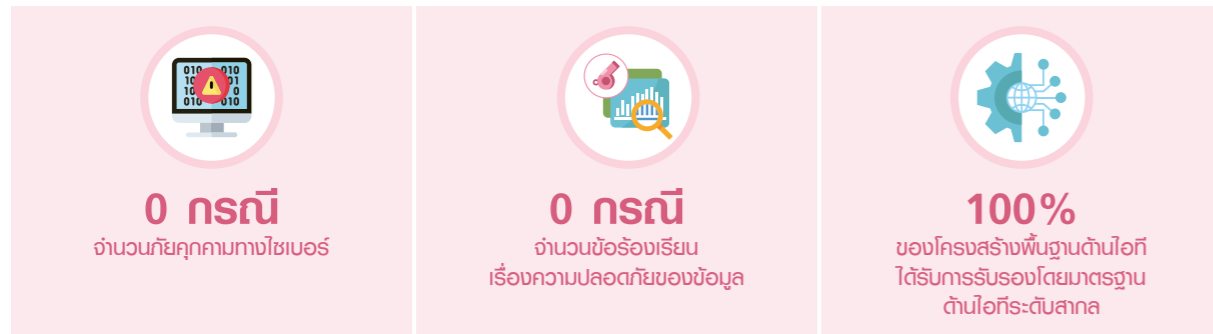 0 กรณี
จำนวนภัยคุกคามทางไซเบอร์
0 กรณี
จำนวนข้อร้องเรียน
เรื่องความปลอดภัยของข้อมูล
100%
ของโครงสร้างพื้นฐานด้านไอที
ได้รับการรับรองโดยมาตรฐาน
ด้านไอทีระดับสากล